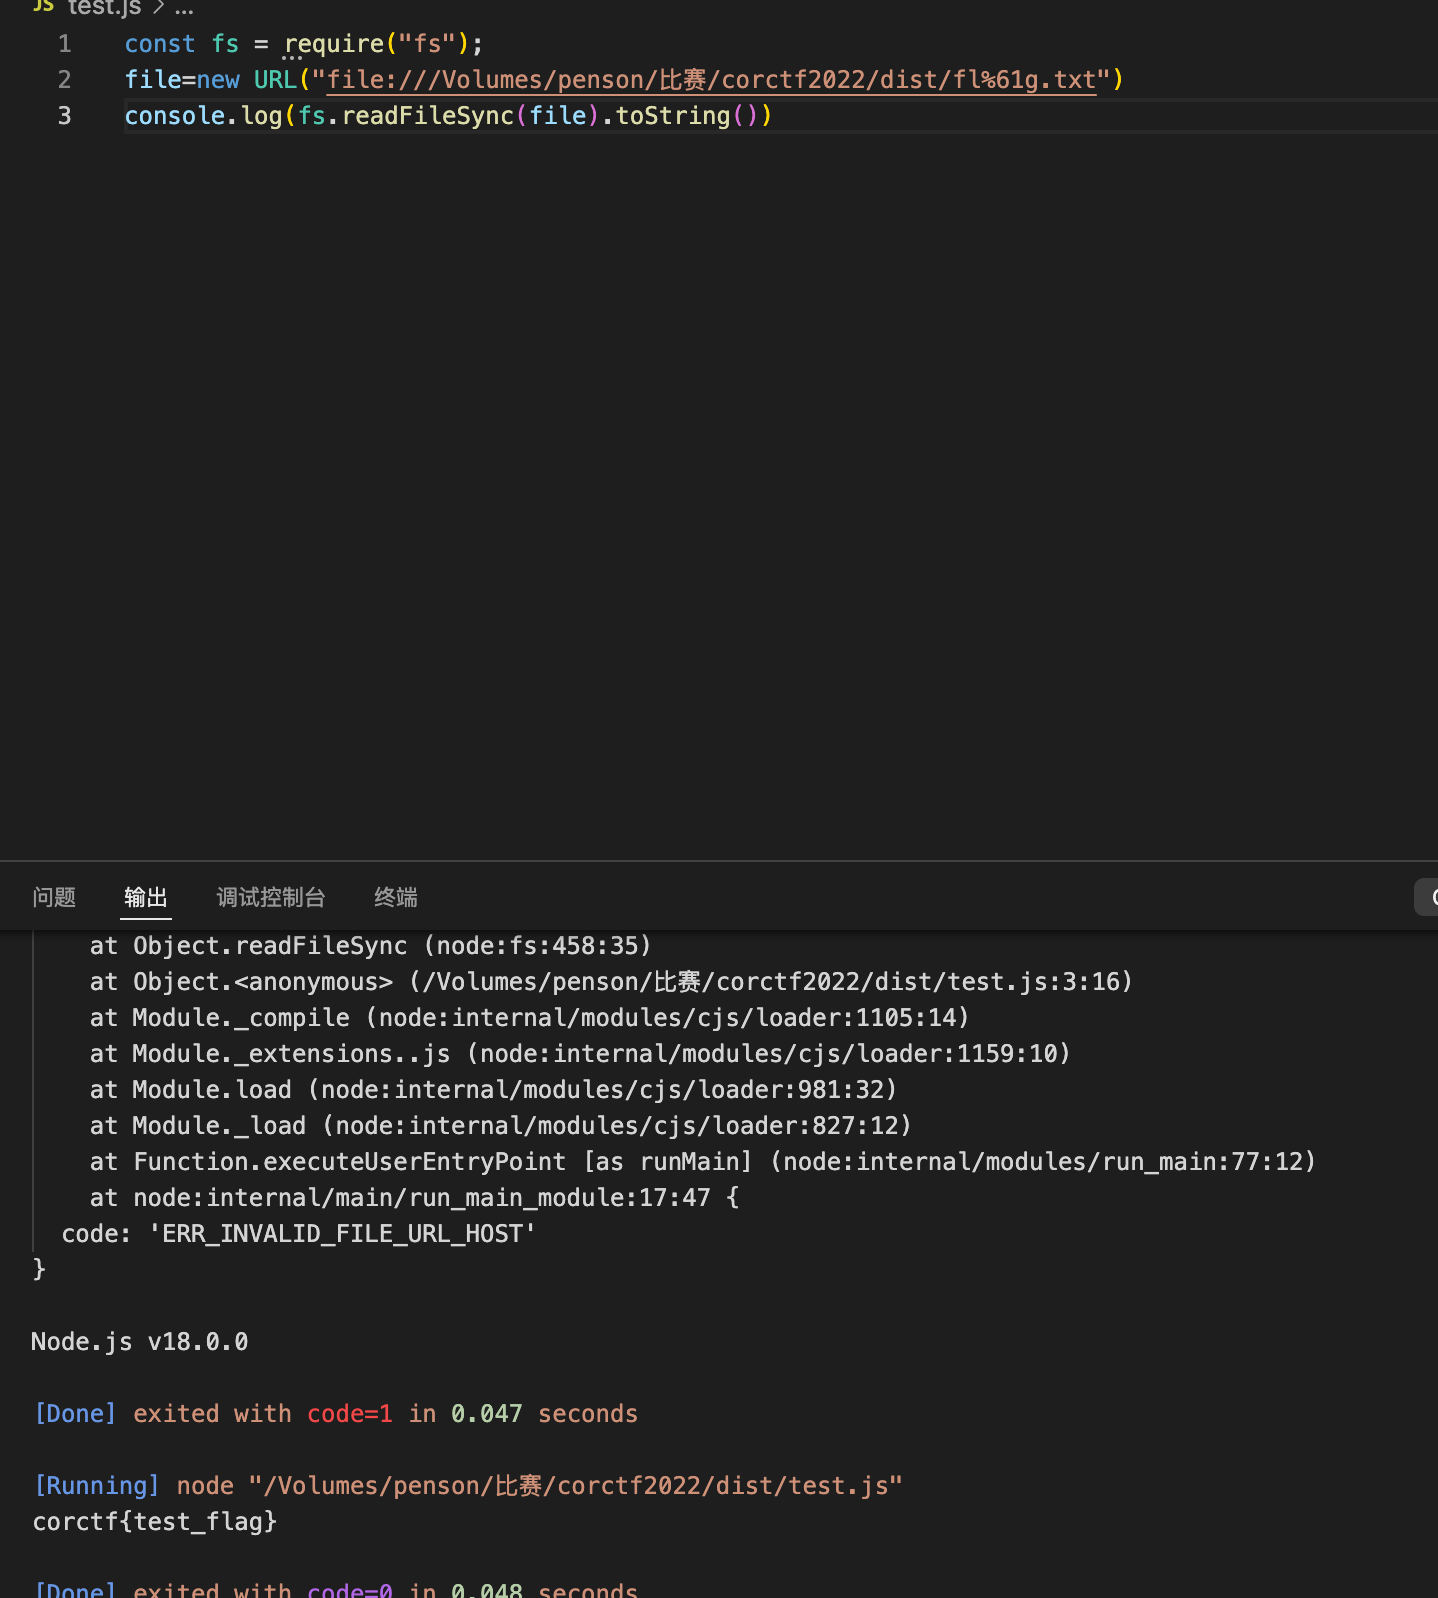 JS test.js > ...
1 const fs = require("fs");
2 file=new URL("file:///Volumes/penson/比赛/corctf2022/dist/fl%61g.txt")
3 console.log(fs.readFileSync(file).toString())
问题 输出 调试控制台 终端
at Object.readFileSync (node:fs:458:35)
at Object.<anonymous> (/Volumes/penson/比赛/corctf2022/dist/test.js:3:16)
at Module._compile (node:internal/modules/cjs/loader:1105:14)
at Module._extensions..js (node:internal/modules/cjs/loader:1159:10)
at Module.load (node:internal/modules/cjs/loader:981:32)
at Module._load (node:internal/modules/cjs/loader:827:12)
at Function.executeUserEntryPoint [as runMain] (node:internal/modules/run_main:77:12)
at node:internal/main/run_main_module:17:47 {
code: 'ERR_INVALID_FILE_URL_HOST'
}
Node.js v18.0.0
[Done] exited with code=1 in 0.047 seconds
[Running] node "/Volumes/penson/比赛/corctf2022/dist/test.js"
corctf{test_flag}
[Done] exited with code=0 in 0.048 seconds